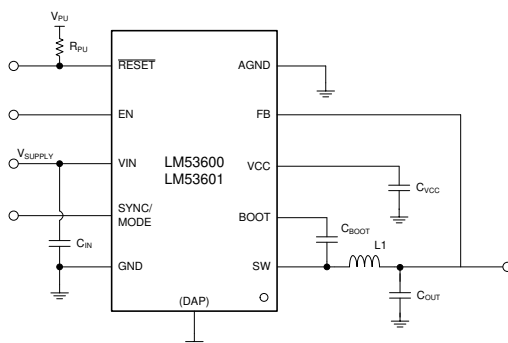 VPU
RPU
RESET
AGND
EN
FB
VSUPPLY
VIN
LM53600
LM53601
VCC
CVCC
SYNC/
MODE
BOOT
CBOOT
L1
CIN
GND
SW
COUT
(DAP)